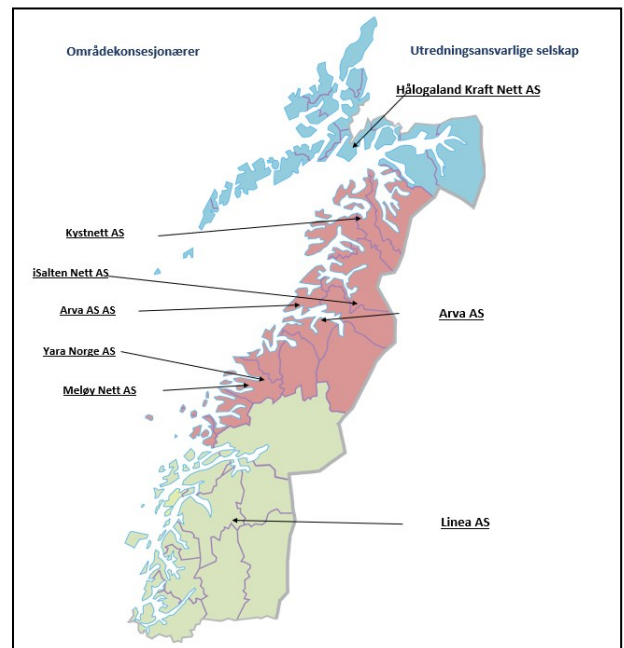 Områdekonsesjonærer
Utredningsansvarlige selskap
Hålogaland Kraft Nett AS
Kystnett AS
iSalten Nett AS
Arva AS AS
Arva AS
Yara Norge AS
Meløy Nett AS
Linea AS